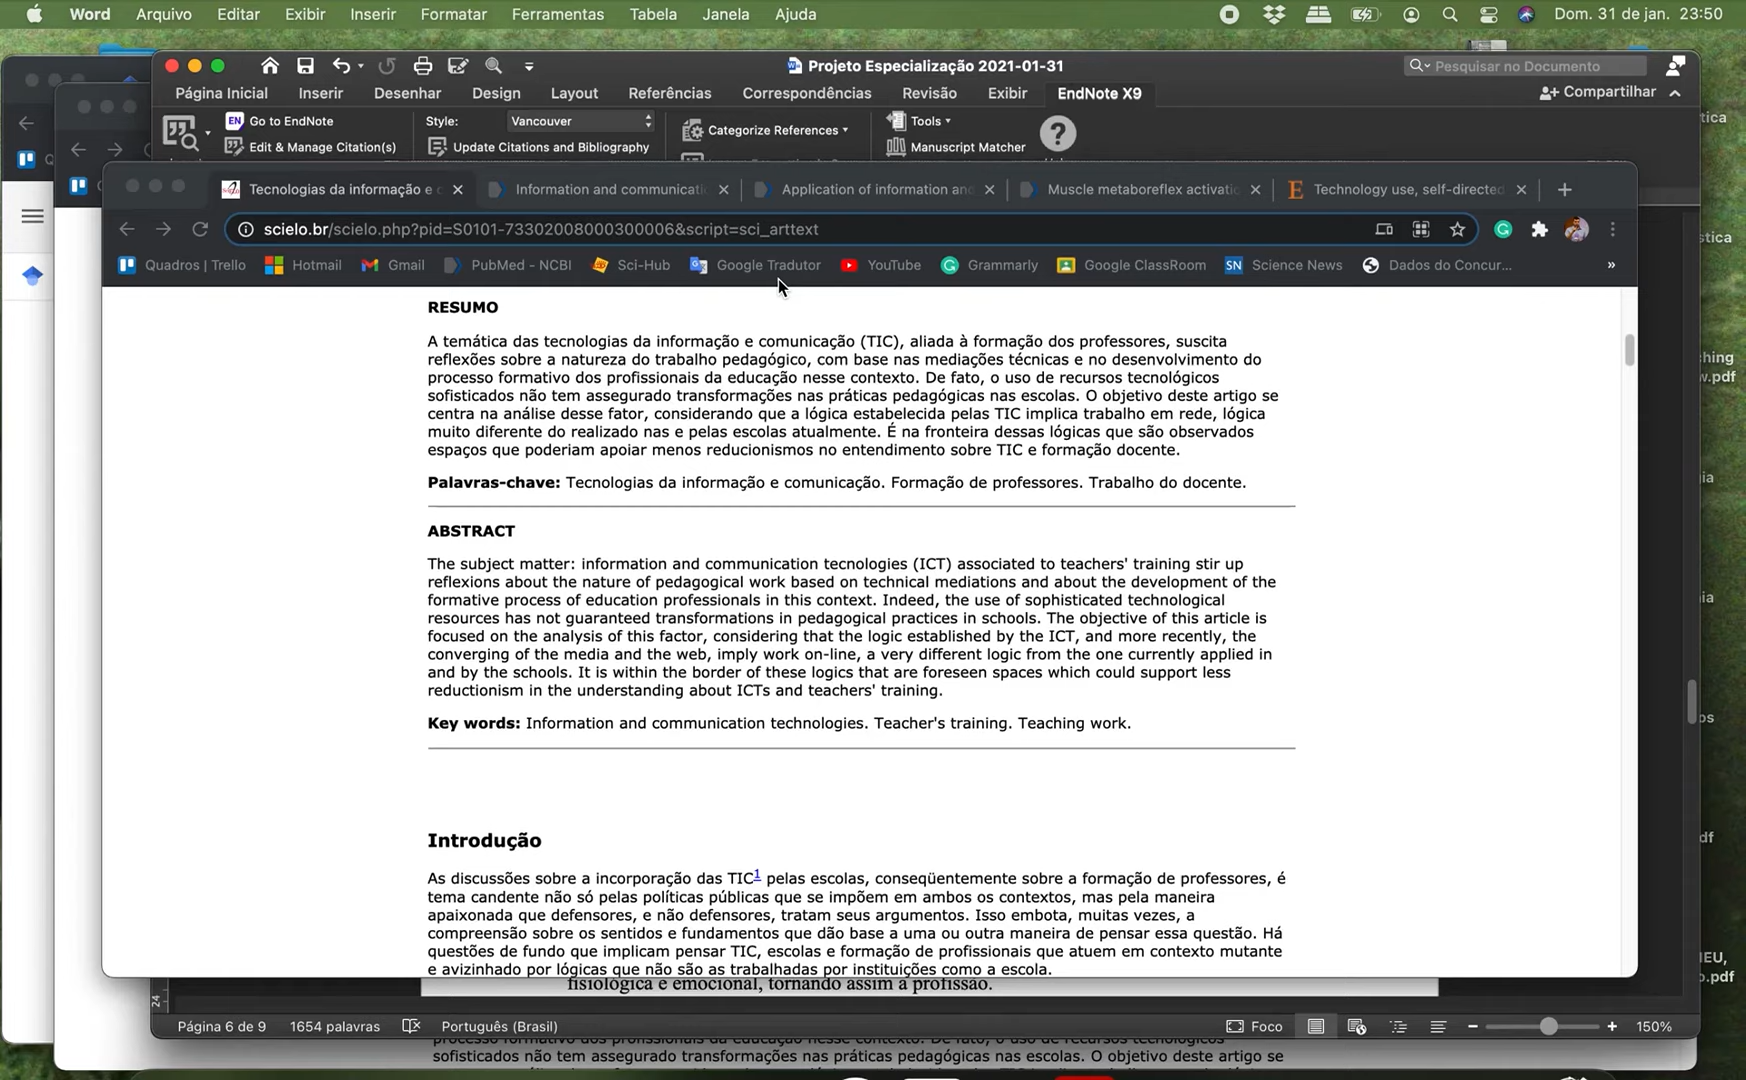 Word Arquivo Editar Exibir Inserir Formatar Ferramentas Tabela Janela Ajuda Dom. 31 de jan. 23:50
Projeto Especialização 2021-01-31 Pesquisar no Documento
Página Inicial Inserir Desenhar Design Layout Referências Correspondências Revisão Exibir EndNote X9 Compartilhar
EN Go to EndNote Style: Vancouver Categorize References Tools ?
Edit & Manage Citation(s) Update Citations and Bibliography Manuscript Matcher
Tecnologias da informação e c Information and communicati Application of information and Muscle metaboreflex activatio E Technology use, self-directed
scielo.br/scielo.php?pid=S0101-73302008000300006&script=sci_arttext
Quadros | Trello Hotmail Gmail PubMed - NCBI Sci-Hub Google Tradutor YouTube Grammarly Google ClassRoom SN Science News Dados do Concur... »
RESUMO
A temática das tecnologias da informação e comunicação (TIC), aliada à formação dos professores, suscita
reflexões sobre a natureza do trabalho pedagógico, com base nas mediações técnicas e no desenvolvimento do
processo formativo dos profissionais da educação nesse contexto. De fato, o uso de recursos tecnológicos
sofisticados não tem assegurado transformações nas práticas pedagógicas nas escolas. O objetivo deste artigo se
centra na análise desse fator, considerando que a lógica estabelecida pelas TIC implica trabalho em rede, lógica
muito diferente do realizado nas e pelas escolas atualmente. É na fronteira dessas lógicas que são observados
espaços que poderiam apoiar menos reducionismos no entendimento sobre TIC e formação docente.
Palavras-chave: Tecnologias da informação e comunicação. Formação de professores. Trabalho do docente.
ABSTRACT
The subject matter: information and communication tecnologies (ICT) associated to teachers' training stir up
reflexions about the nature of pedagogical work based on technical mediations and about the development of the
formative process of education professionals in this context. Indeed, the use of sophisticated technological
resources has not guaranteed transformations in pedagogical practices in schools. The objective of this article is
focused on the analysis of this factor, considering that the logic established by the ICT, and more recently, the
converging of the media and the web, imply work on-line, a very different logic from the one currently applied in
and by the schools. It is within the border of these logics that are foreseen spaces which could support less
reductionism in the understanding about ICTs and teachers' training.
Key words: Information and communication technologies. Teacher's training. Teaching work.
Introdução
As discussões sobre a incorporação das TIC1 pelas escolas, conseqüentemente sobre a formação de professores, é
tema candente não só pelas políticas públicas que se impõem em ambos os contextos, mas pela maneira
apaixonada que defensores, e não defensores, tratam seus argumentos. Isso embota, muitas vezes, a
compreensão sobre os sentidos e fundamentos que dão base a uma ou outra maneira de pensar essa questão. Há
questões de fundo que implicam pensar TIC, escolas e formação de profissionais que atuem em contexto mutante
e avizinhado por lógicas que não são as trabalhadas por instituições como a escola.
fisiológica e emocional, tornando assim a profissão.
24
Página 6 de 9 1654 palavras Português (Brasil) Foco 150%
sofisticados não tem assegurado transformações nas práticas pedagógicas nas escolas. O objetivo deste artigo se